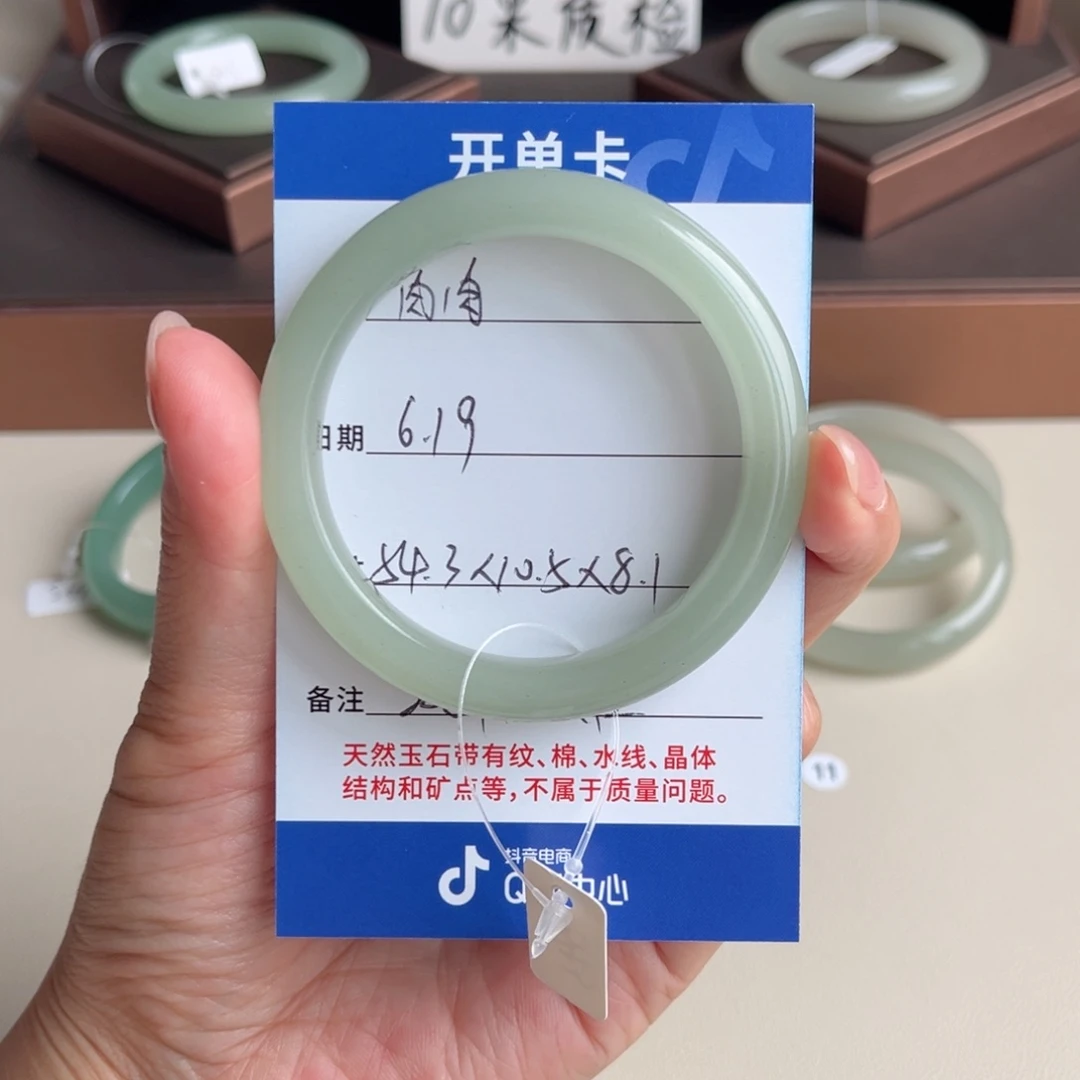 10米质检
开单卡
肉肉
日期 6.19
54.3×10.5×8.1
备注
天然玉石带有纹、棉、水线、晶体
结构和矿点等,不属于质量问题。
抖音电商
Q 中心
11